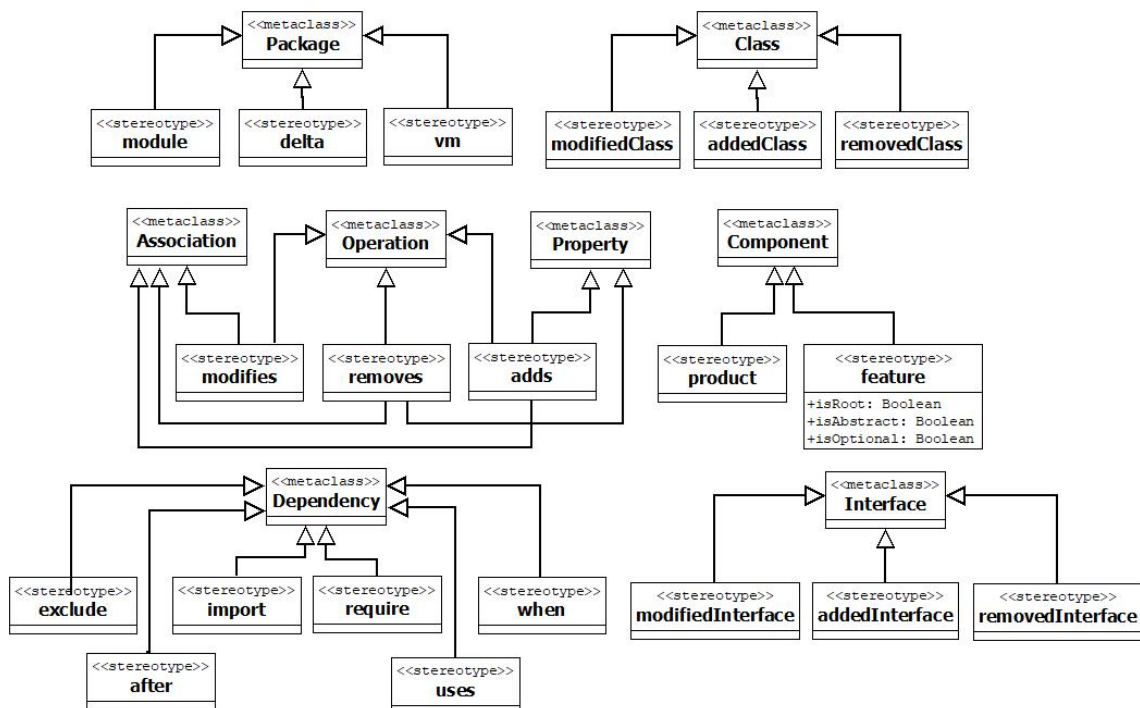 <<metaclass>>
Package
<<stereotype>>
module
<<stereotype>>
delta
<<stereotype>>
vm
<<metaclass>>
Class
<<stereotype>>
modifiedClass
<<stereotype>>
addedClass
<<stereotype>>
removedClass
<<metaclass>>
Association
<<metaclass>>
Operation
<<metaclass>>
Property
<<stereotype>>
modifies
<<stereotype>>
removes
<<stereotype>>
adds
<<metaclass>>
Component
<<stereotype>>
product
<<stereotype>>
feature
+isRoot: Boolean
+isAbstract: Boolean
+isOptional: Boolean
<<metaclass>>
Dependency
<<stereotype>>
exclude
<<stereotype>>
import
<<stereotype>>
require
<<stereotype>>
when
<<stereotype>>
after
<<stereotype>>
uses
<<metaclass>>
Interface
<<stereotype>>
modifiedInterface
<<stereotype>>
addedInterface
<<stereotype>>
removedInterface